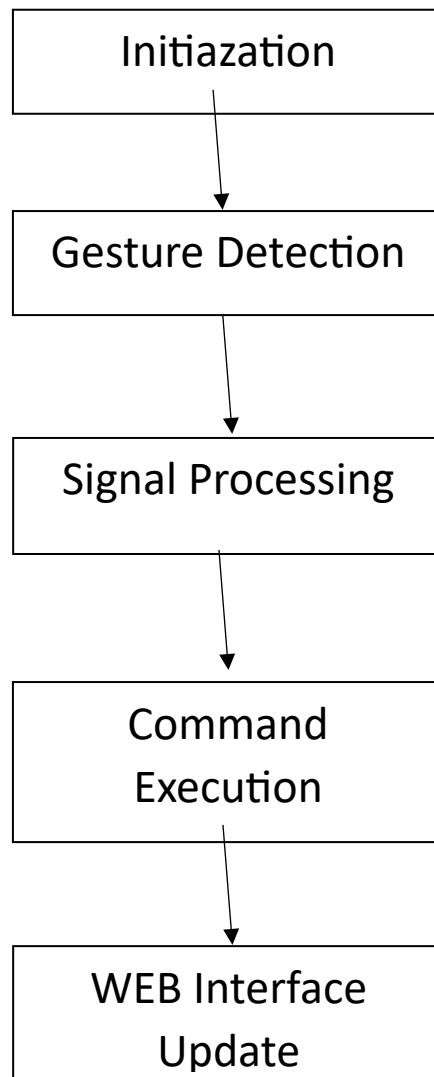 Initiazation
Gesture Detection
Signal Processing
Command
Execution
WEB Interface
Update